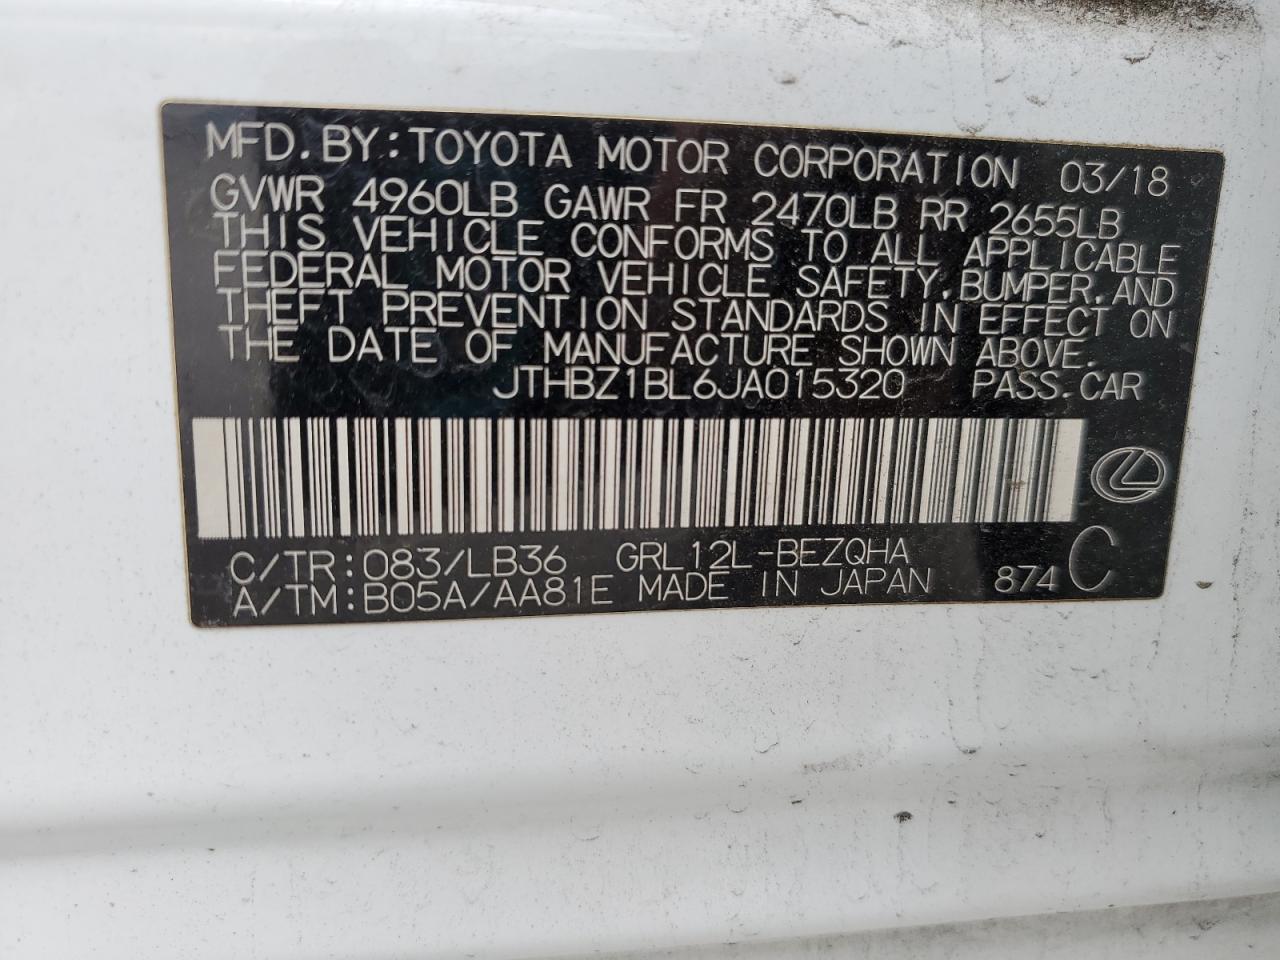 MFD.BY:TOYOTA MOTOR CORPORATION 03/18
GVWR 4960LB GAWR FR 2470LB RR 2655LB
THIS VEHICLE CONFORMS TO ALL APPLICABLE
FEDERAL MOTOR VEHICLE SAFETY,BUMPER,AND
THEFT PREVENTION STANDARDS IN EFFECT ON
THE DATE OF MANUFACTURE SHOWN ABOVE.
JTHBZ1BL6JA015320 PASS.CAR
C/TR:083/LB36 GRL12L-BEZQHA
A/TM:B05A/AA81E MADE IN JAPAN 874 C